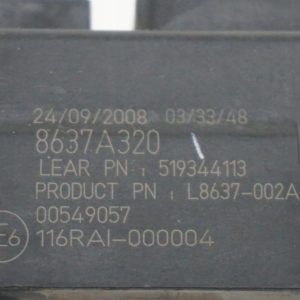 24/09/2008 03/33/48
8637A320
LEAR PN : 519344113
PRODUCT PN : L8637-002A
00549057
E6 116RAI-000004